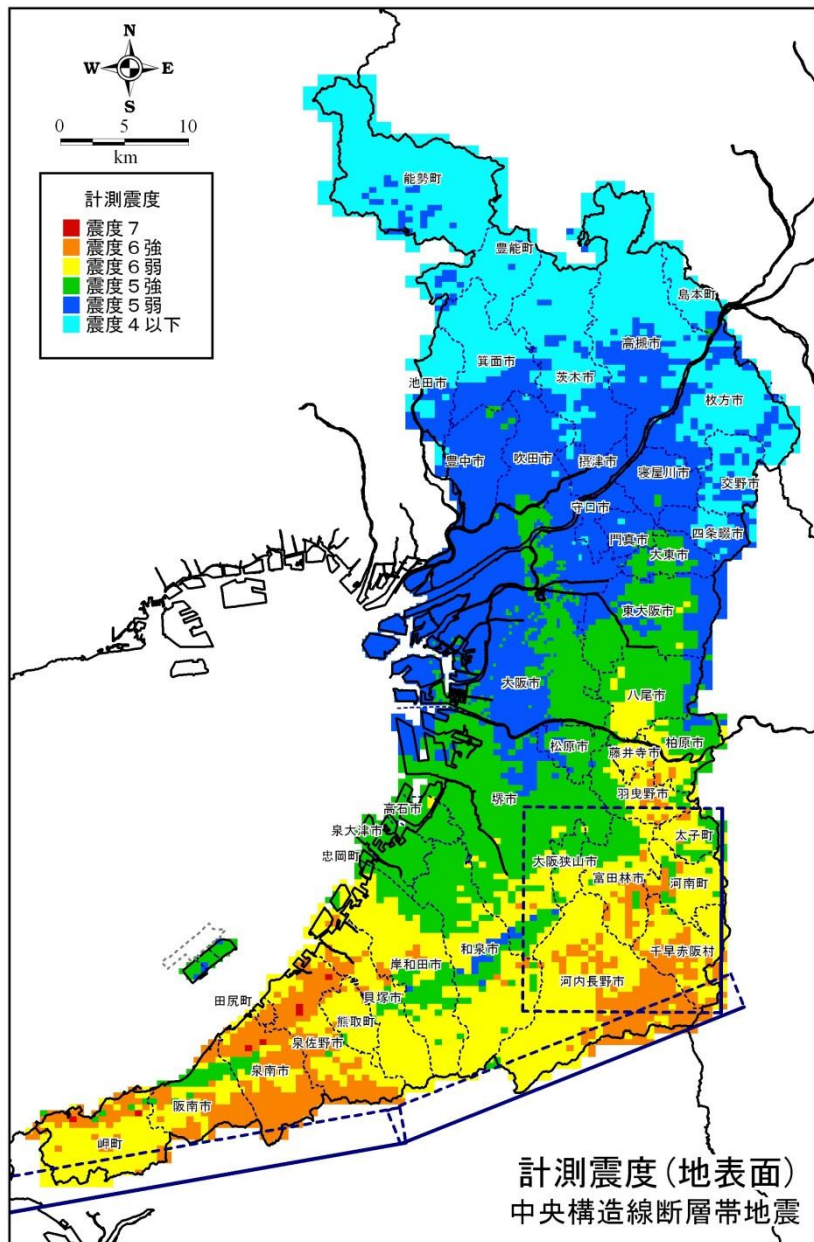 N
W E
S
0 5 10
km
計測震度
震度７
震度６強
震度６弱
震度５強
震度５弱
震度４以下
能勢町
豊能町
島本町
高槻市
箕面市
茨木市
池田市
枚方市
豊中市
吹田市
摂津市
寝屋川市
交野市
守口市
四条畷市
門真市
大東市
東大阪市
大阪市
八尾市
松原市
柏原市
藤井寺市
羽曳野市
堺市
高石市
泉大津市
太子町
忠岡町
大阪狭山市
富田林市
河南町
和泉市
千早赤阪村
岸和田市
河内長野市
貝塚市
田尻町
熊取町
泉佐野市
泉南市
阪南市
岬町
計測震度(地表面)
中央構造線断層帯地震